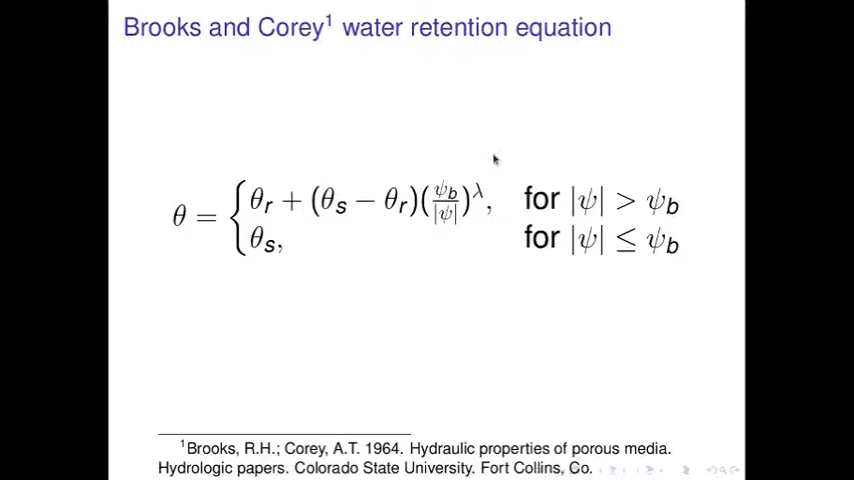 Brooks and Corey¹ water retention equation
θ = { θr + (θs − θr)(ψb/|ψ|)^λ, for |ψ| > ψb
θs, for |ψ| ≤ ψb
¹Brooks, R.H.; Corey, A.T. 1964. Hydraulic properties of porous media.
Hydrologic papers. Colorado State University. Fort Collins, Co.